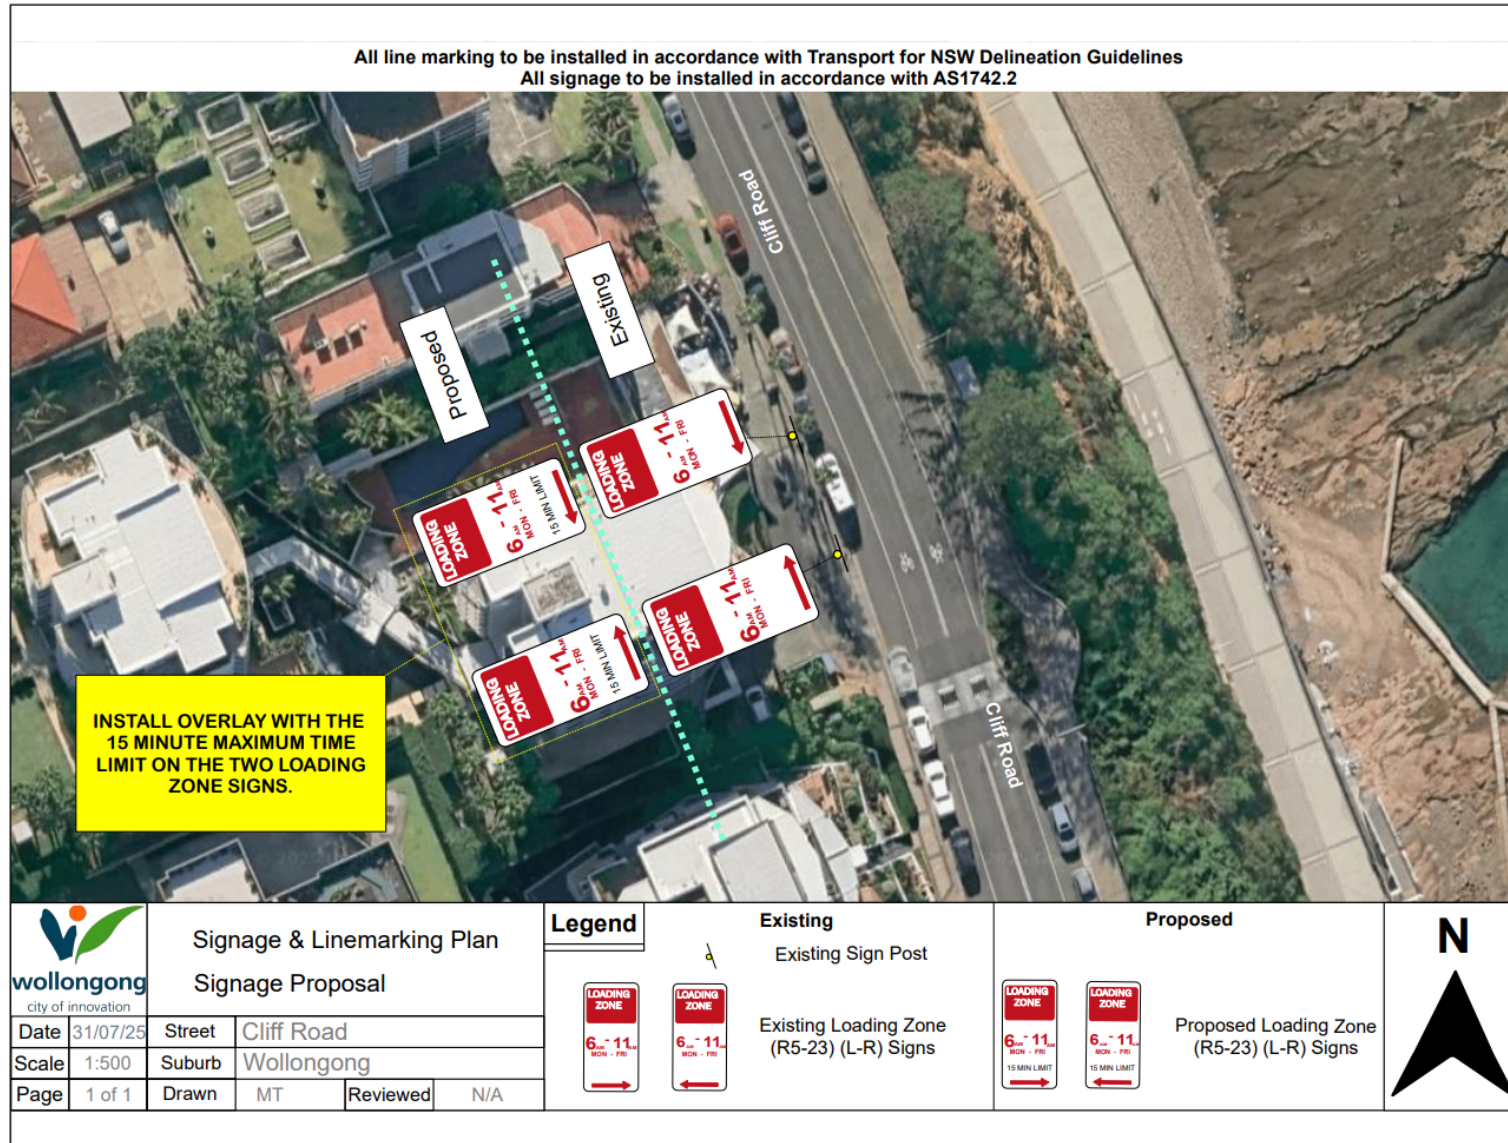 All line marking to be installed in accordance with Transport for NSW Delineation Guidelines
All signage to be installed in accordance with AS1742.2
Cliff Road
Existing
Proposed
LOADING
ZONE
6AM - 11AM
MON - FRI
LOADING
ZONE
6AM - 11AM
MON - FRI
15 MIN LIMIT
LOADING
ZONE
6AM - 11AM
MON - FRI
LOADING
ZONE
6AM - 11AM
MON - FRI
15 MIN LIMIT
INSTALL OVERLAY WITH THE
15 MINUTE MAXIMUM TIME
LIMIT ON THE TWO LOADING
ZONE SIGNS.
Cliff Road
wollongong
city of innovation
Signage & Linemarking Plan
Signage Proposal
Date 31/07/25 Street Cliff Road
Scale 1:500 Suburb Wollongong
Page 1 of 1 Drawn MT Reviewed N/A
Legend
Existing
Existing Sign Post
LOADING
ZONE
6AM - 11AM
MON - FRI
LOADING
ZONE
6AM - 11AM
MON - FRI
Existing Loading Zone
(R5-23) (L-R) Signs
Proposed
LOADING
ZONE
6AM - 11AM
MON - FRI
15 MIN LIMIT
LOADING
ZONE
6AM - 11AM
MON - FRI
15 MIN LIMIT
Proposed Loading Zone
(R5-23) (L-R) Signs
N